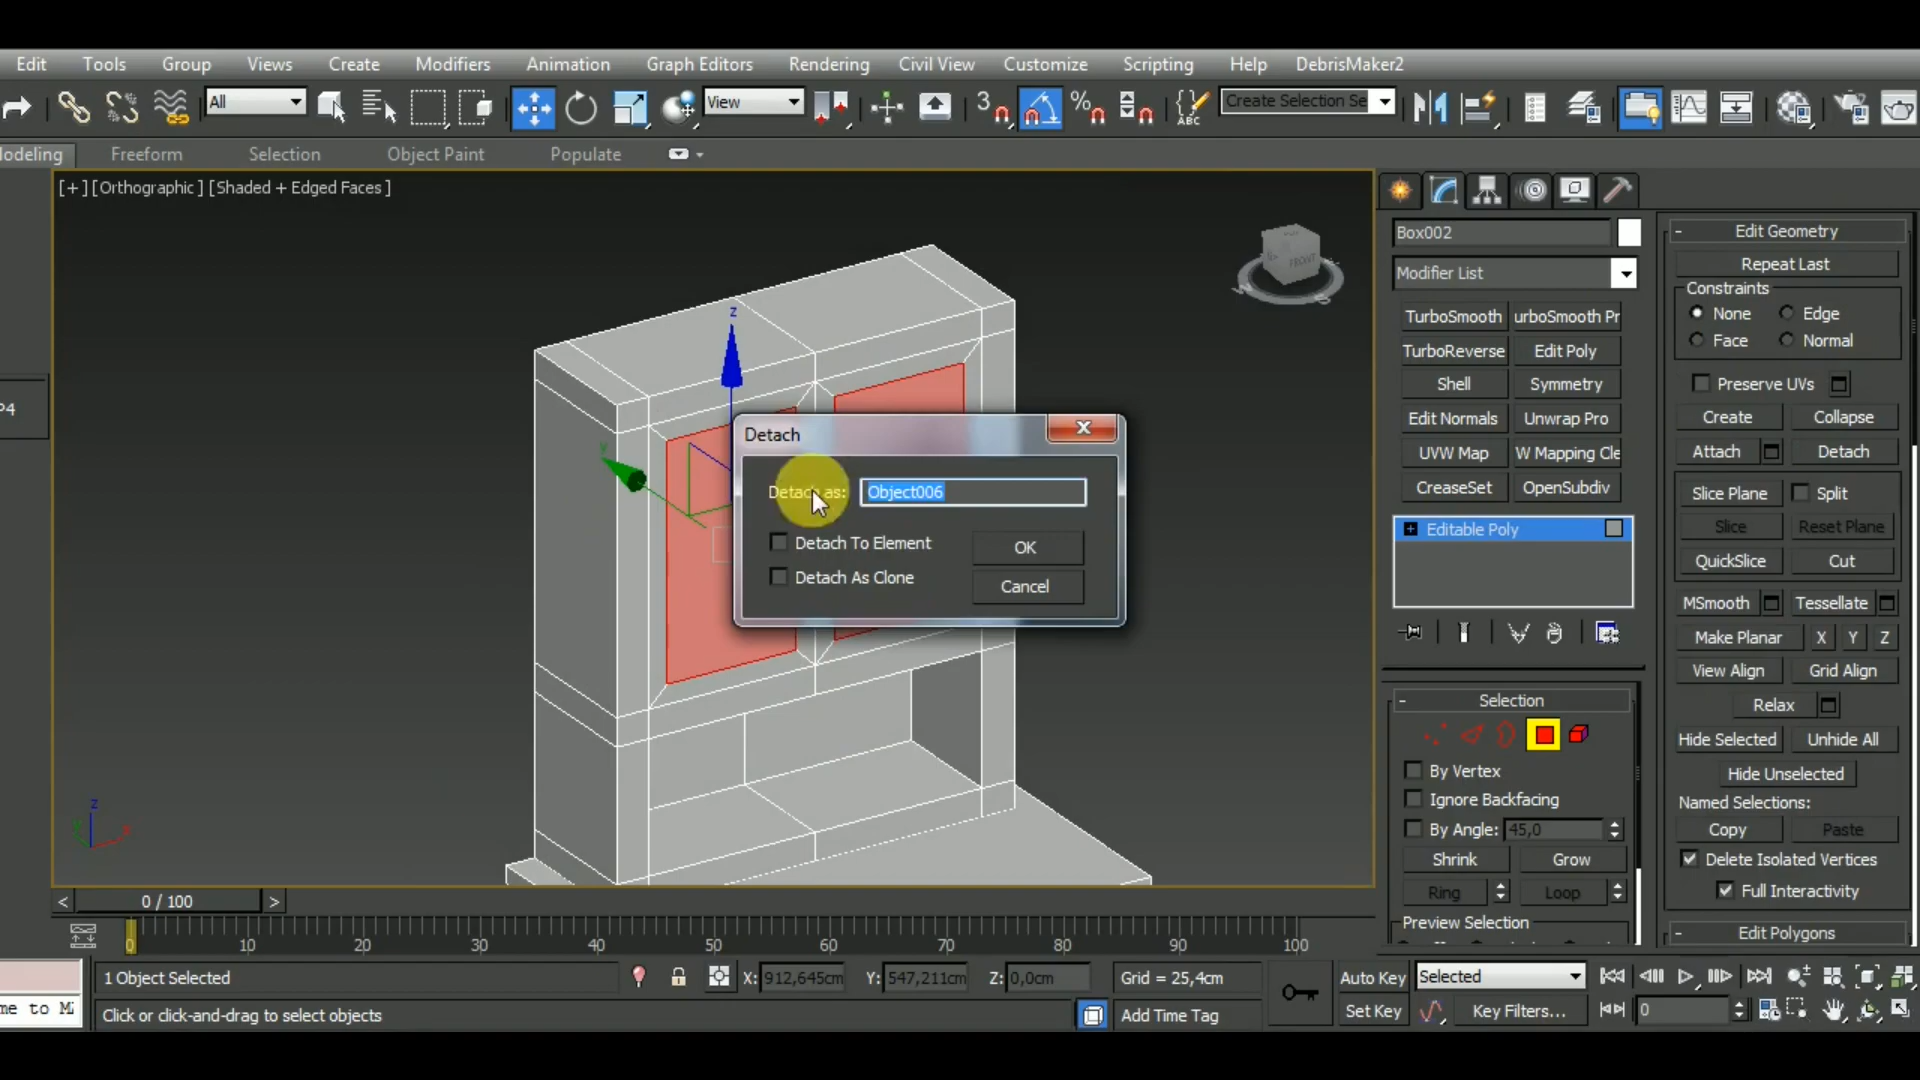 Edit Tools Group Views Create Modifiers Animation Graph Editors Rendering Civil View Customize Scripting Help DebrisMaker2
All View 3 % ABC Create Selection Se
odeling Freeform Selection Object Paint Populate
[+] [Orthographic ] [Shaded + Edged Faces ]
Box002
Modifier List
TurboSmooth urboSmooth Pr
TurboReverse Edit Poly
Shell Symmetry
Edit Normals Unwrap Pro
UVW Map W Mapping Cle
CreaseSet OpenSubdiv
Editable Poly
Selection
By Vertex
Ignore Backfacing
By Angle: 45,0
Shrink Grow
Ring Loop
Preview Selection
Edit Geometry
Repeat Last
Constraints
None Edge
Face Normal
Preserve UVs
Create Collapse
Attach Detach
Slice Plane Split
Slice Reset Plane
QuickSlice Cut
MSmooth Tessellate
Make Planar X Y Z
View Align Grid Align
Relax
Hide Selected Unhide All
Hide Unselected
Named Selections:
Copy Paste
Delete Isolated Vertices
Full Interactivity
Edit Polygons
FRONT
z
Detach
Detach as: Object006
Detach To Element OK
Detach As Clone Cancel
P4
z
< 0 / 100 >
0 10 20 30 40 50 60 70 80 90 100
1 Object Selected X: 912,645cm Y: 547,211cm Z: 0,0cm Grid = 25,4cm Auto Key Selected
me to Mi Click or click-and-drag to select objects Add Time Tag Set Key Key Filters... 0